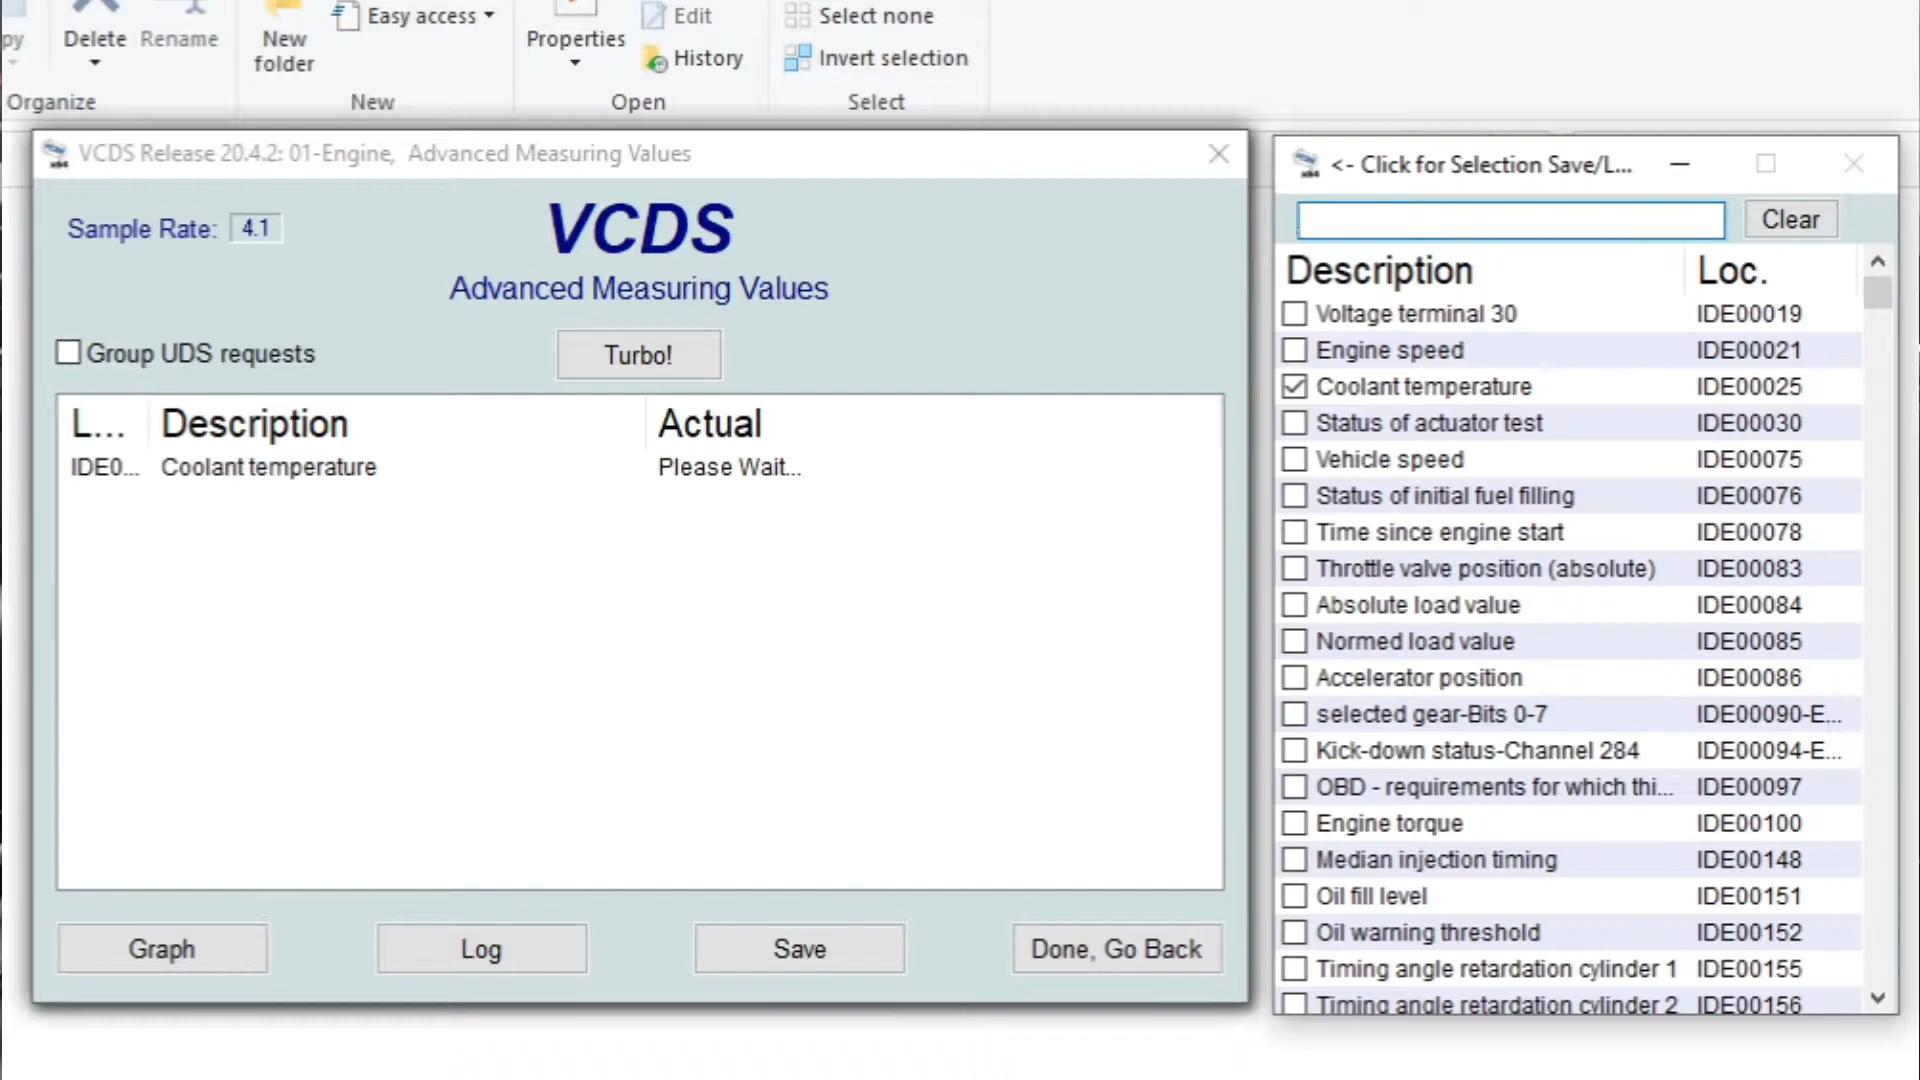 py
Delete
Rename
Organize
New
folder
Easy access
New
Properties
Edit
History
Open
Select none
Invert selection
Select
VCDS Release 20.4.2: 01-Engine,  Advanced Measuring Values
Sample Rate: 4.1
VCDS
Advanced Measuring Values
Group UDS requests
Turbo!
L... Description Actual
IDE0... Coolant temperature Please Wait...
Graph
Log
Save
Done, Go Back
<- Click for Selection Save/L...
Clear
Description Loc.
Voltage terminal 30 IDE00019
Engine speed IDE00021
Coolant temperature IDE00025
Status of actuator test IDE00030
Vehicle speed IDE00075
Status of initial fuel filling IDE00076
Time since engine start IDE00078
Throttle valve position (absolute) IDE00083
Absolute load value IDE00084
Normed load value IDE00085
Accelerator position IDE00086
selected gear-Bits 0-7 IDE00090-E...
Kick-down status-Channel 284 IDE00094-E...
OBD - requirements for which thi... IDE00097
Engine torque IDE00100
Median injection timing IDE00148
Oil fill level IDE00151
Oil warning threshold IDE00152
Timing angle retardation cylinder 1 IDE00155
Timing angle retardation cylinder 2 IDE00156